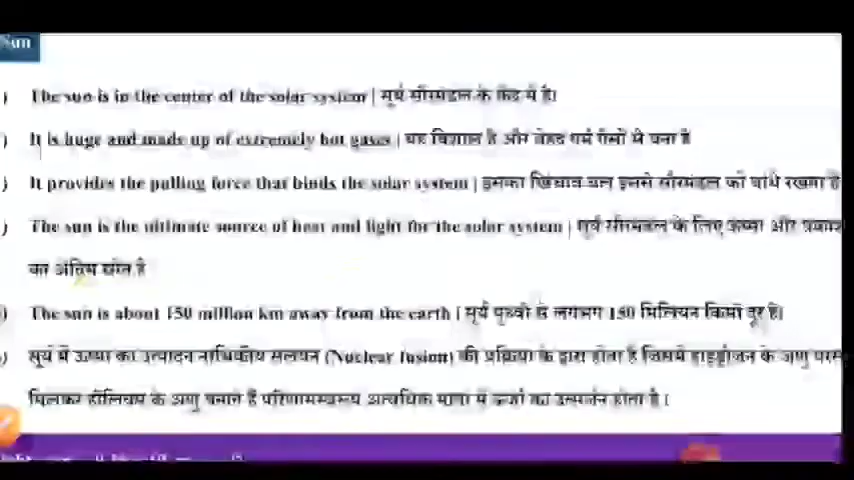 Sun
) The sun is in the center of the solar system | सूर्य सौरमंडल के केंद्र में है।
) It is huge and made up of extremely hot gases | यह विशाल है और बेहद गर्म गैसों से बना है
) It provides the pulling force that binds the solar system | इसका खिंचाव बल इनसे सौरमंडल को बांधे रखता है
) The sun is the ultimate source of heat and light for the solar system | सूर्य सौरमंडल के लिए ऊष्मा और प्रकाश
का अंतिम स्रोत है
) The sun is about 150 million km away from the earth | सूर्य पृथ्वी से लगभग 150 मिलियन किमी दूर है|
) सूर्य में ऊष्मा का उत्पादन नाभिकीय संलयन (Nuclear fusion) की प्रक्रिया के द्वारा होता है जिसमें हाइड्रोजन के अणु परस्
मिलकर हीलियम के अणु बनाते हैं परिणामस्वरूप अत्यधिक मात्रा में ऊर्जा का उत्सर्जन होता है।